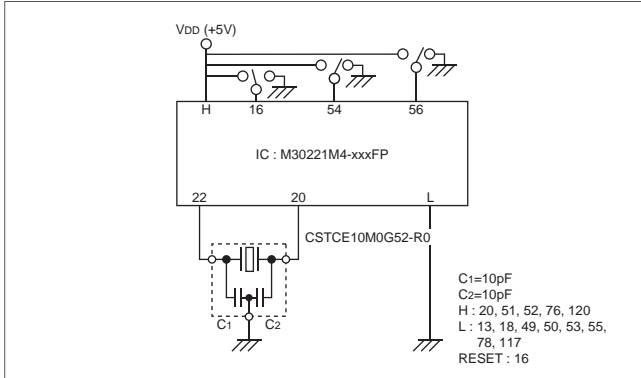 VDD (+5V)
H 16 54 56
IC : M30221M4-xxxFP
22 20 L
CSTCE10M0G52-R0
C1 C2
C1=10pF
C2=10pF
H : 20, 51, 52, 76, 120
L : 13, 18, 49, 50, 53, 55,
78, 117
RESET : 16